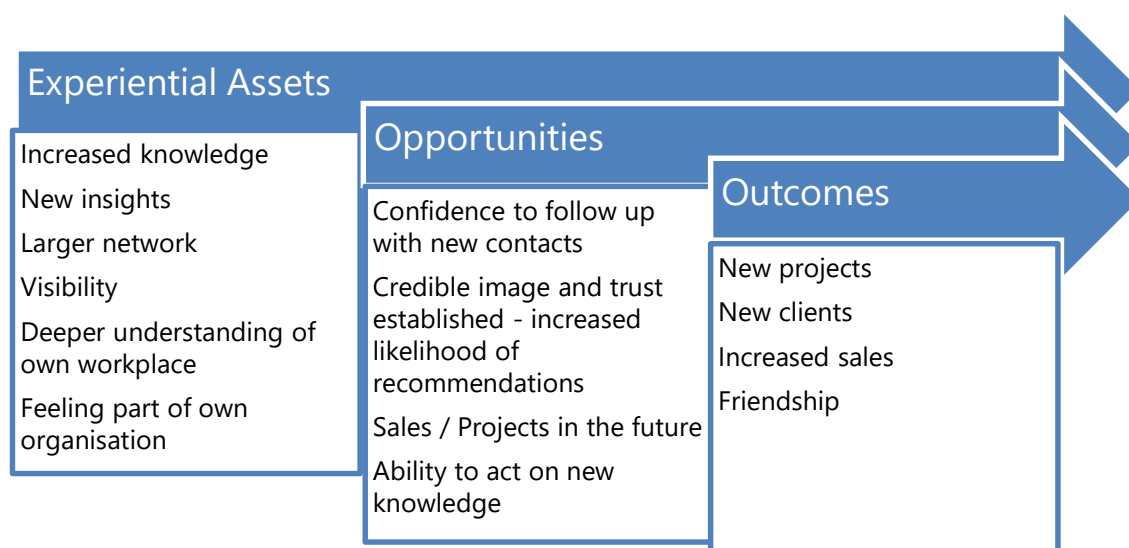 Experiential Assets
Increased knowledge
New insights
Larger network
Visibility
Deeper understanding of
own workplace
Feeling part of own
organisation
Opportunities
Confidence to follow up
with new contacts
Credible image and trust
established - increased
likelihood of
recommendations
Sales / Projects in the future
Ability to act on new
knowledge
Outcomes
New projects
New clients
Increased sales
Friendship